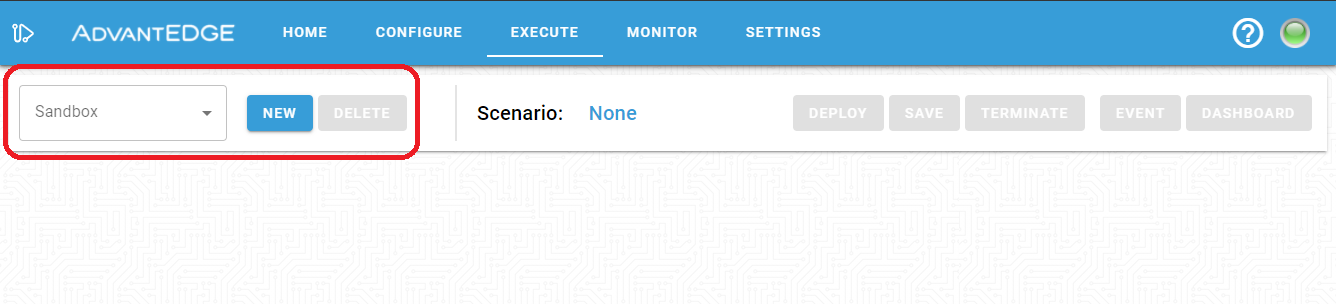 ADVANTEDGE HOME CONFIGURE EXECUTE MONITOR SETTINGS ?
Sandbox NEW DELETE Scenario: None DEPLOY SAVE TERMINATE EVENT DASHBOARD